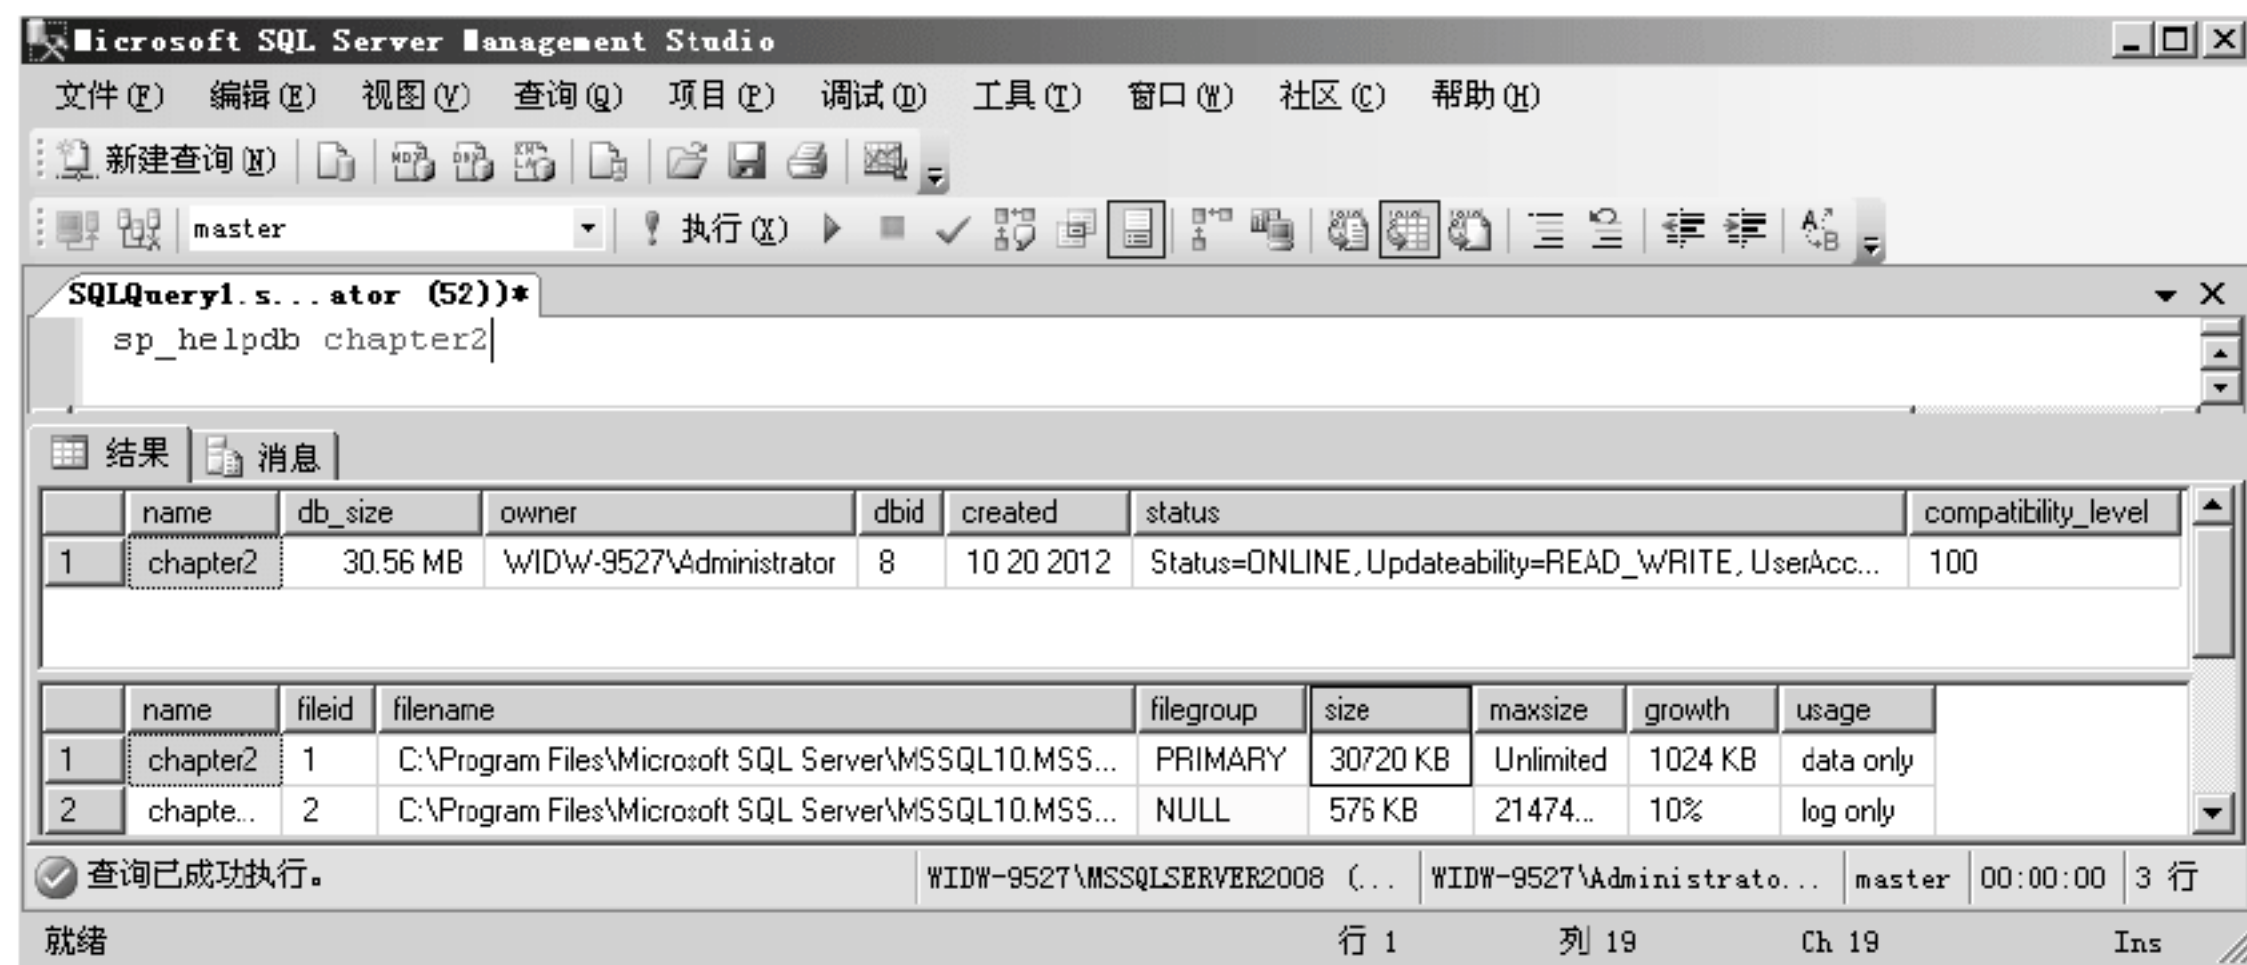 Microsoft SQL Server Management Studio
文件(F) 编辑(E) 视图(V) 查询(Q) 项目(P) 调试(D) 工具(T) 窗口(W) 社区(C) 帮助(H)
新建查询(N)
master 执行(X)
SQLQuery1.s...ator (52))*
sp_helpdb chapter2
结果 消息
name db_size owner dbid created status compatibility_level
1 chapter2 30.56 MB WIDW-9527\Administrator 8 10 20 2012 Status=ONLINE, Updateability=READ_WRITE, UserAcc... 100
name fileid filename filegroup size maxsize growth usage
1 chapter2 1 C:\Program Files\Microsoft SQL Server\MSSQL10.MSS... PRIMARY 30720 KB Unlimited 1024 KB data only
2 chapte... 2 C:\Program Files\Microsoft SQL Server\MSSQL10.MSS... NULL 576 KB 21474... 10% log only
查询已成功执行。 WIDW-9527\MSSQLSERVER2008 (... WIDW-9527\Administrato... master 00:00:00 3 行
就绪 行 1 列 19 Ch 19 Ins